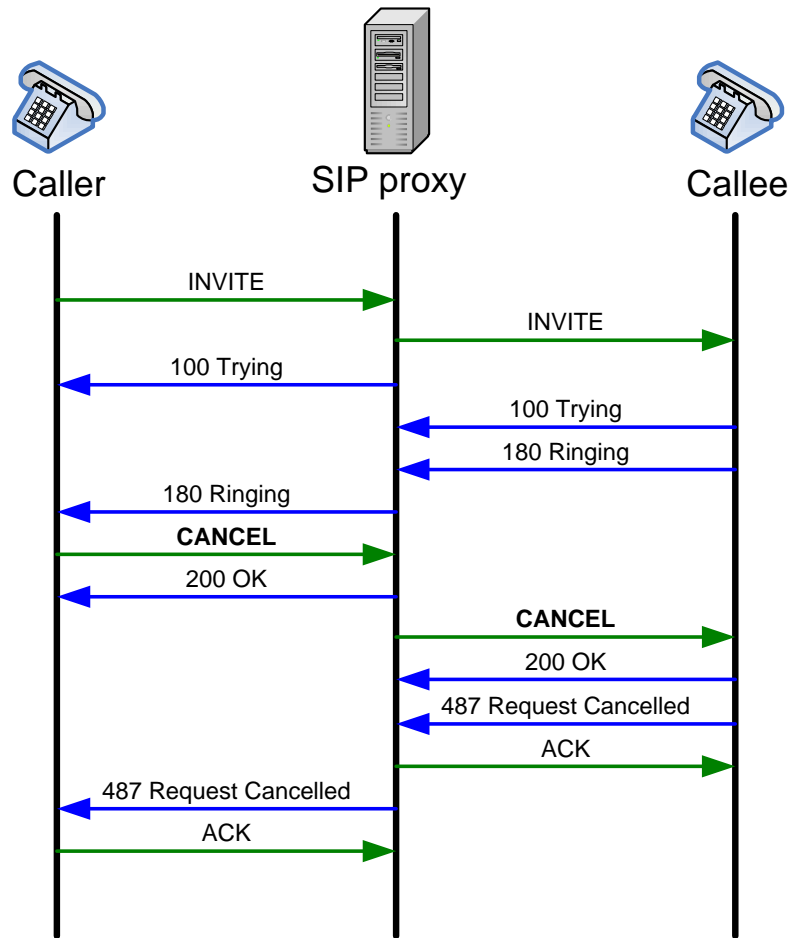 Caller
SIP proxy
Callee
INVITE
INVITE
100 Trying
100 Trying
180 Ringing
180 Ringing
CANCEL
200 OK
CANCEL
200 OK
487 Request Cancelled
ACK
487 Request Cancelled
ACK